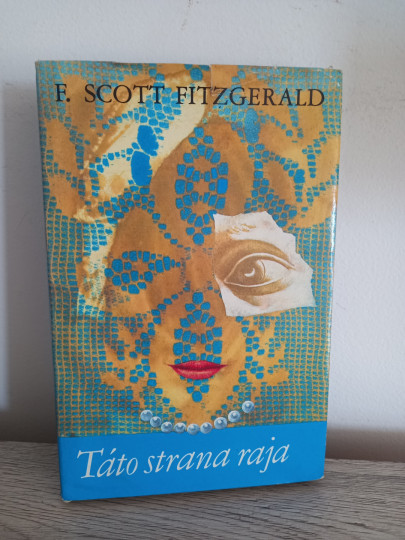 F. SCOTT FITZGERALD
Táto strana raja